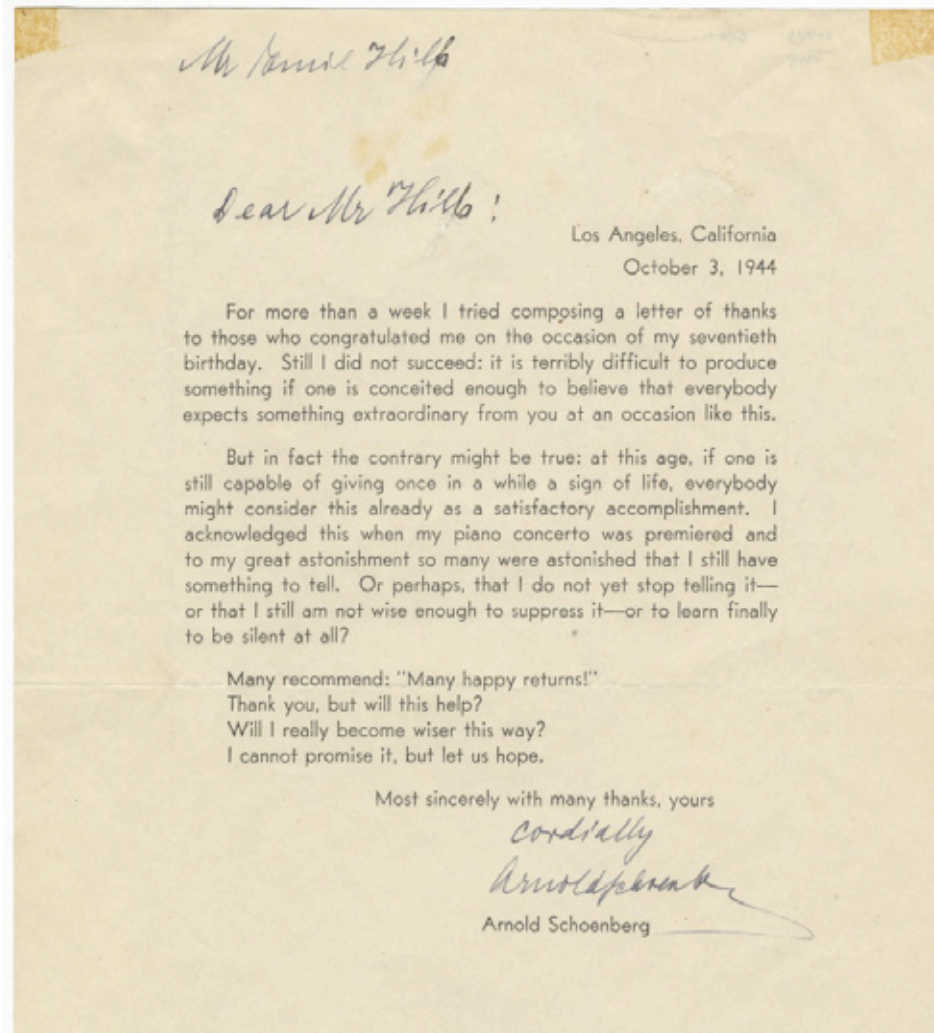 Mr Emil Hilb
Dear Mr Hilb!
Los Angeles, California
October 3, 1944
For more than a week I tried composing a letter of thanks
to those who congratulated me on the occasion of my seventieth
birthday. Still I did not succeed: it is terribly difficult to produce
something if one is conceited enough to believe that everybody
expects something extraordinary from you at an occasion like this.
But in fact the contrary might be true: at this age, if one is
still capable of giving once in a while a sign of life, everybody
might consider this already as a satisfactory accomplishment. I
acknowledged this when my piano concerto was premiered and
to my great astonishment so many were astonished that I still have
something to tell. Or perhaps, that I do not yet stop telling it—
or that I still am not wise enough to suppress it—or to learn finally
to be silent at all?
Many recommend: "Many happy returns!"
Thank you, but will this help?
Will I really become wiser this way?
I cannot promise it, but let us hope.
Most sincerely with many thanks, yours
cordially
Arnold Schoenberg
Arnold Schoenberg